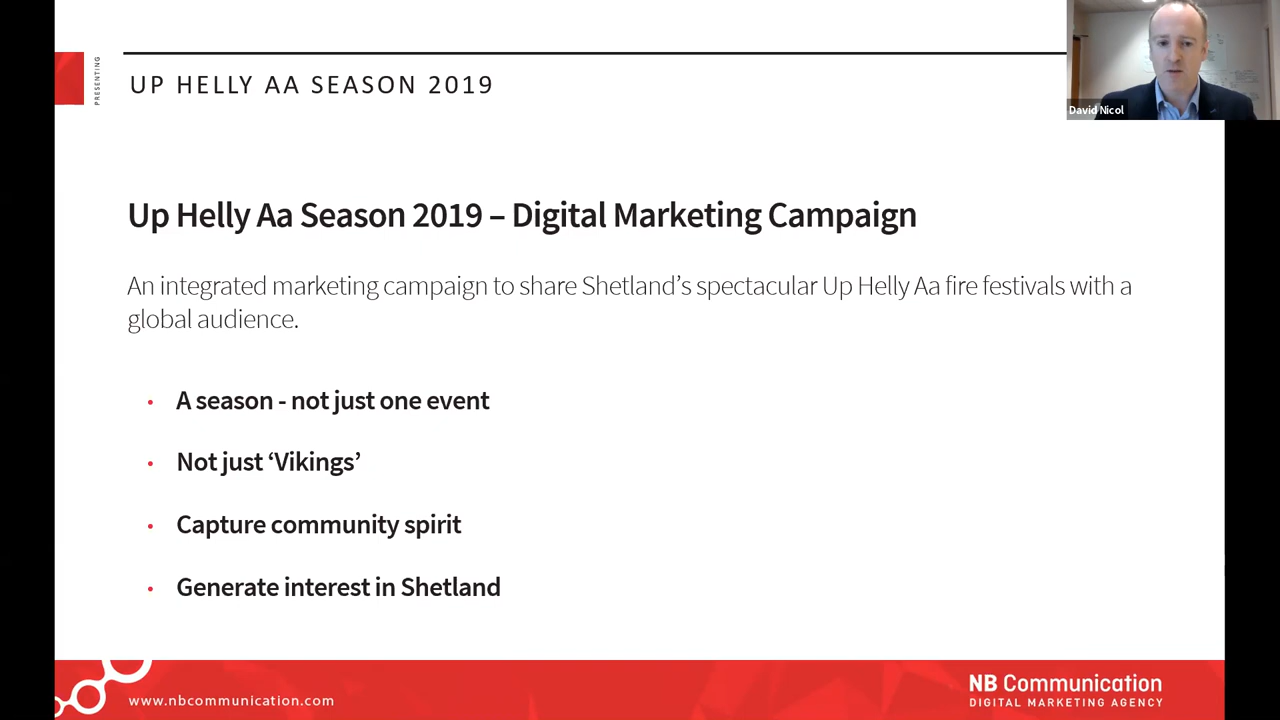 PRESENTING
UP HELLY AA SEASON 2019
David Nicol
Up Helly Aa Season 2019 – Digital Marketing Campaign
An integrated marketing campaign to share Shetland’s spectacular Up Helly Aa fire festivals with a
global audience.
• A season - not just one event
• Not just ‘Vikings’
• Capture community spirit
• Generate interest in Shetland
www.nbcommunication.com
NB Communication
DIGITAL MARKETING AGENCY